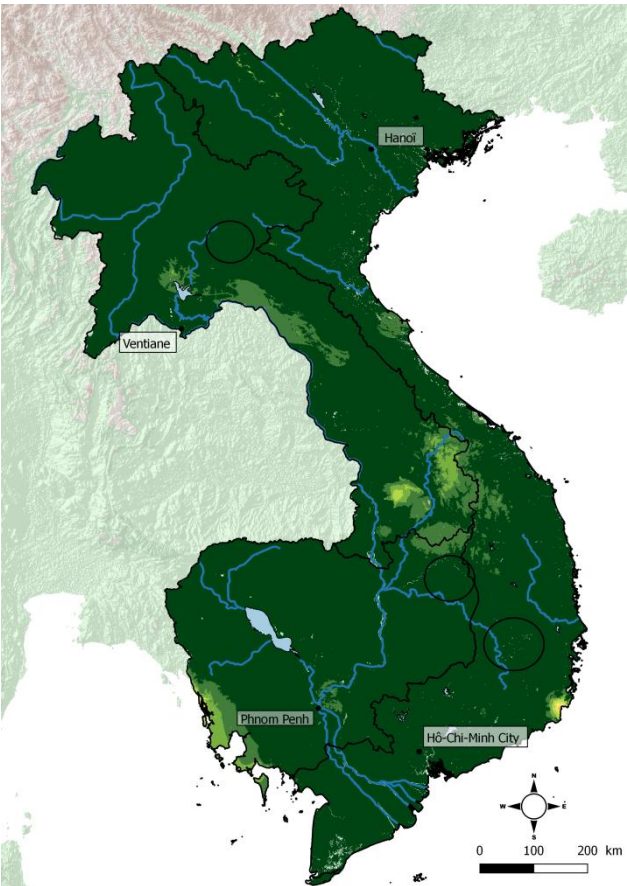 Hanoï
Ventiane
Phnom Penh
Hô-Chi-Minh City
N
W E
S
0 100 200 km